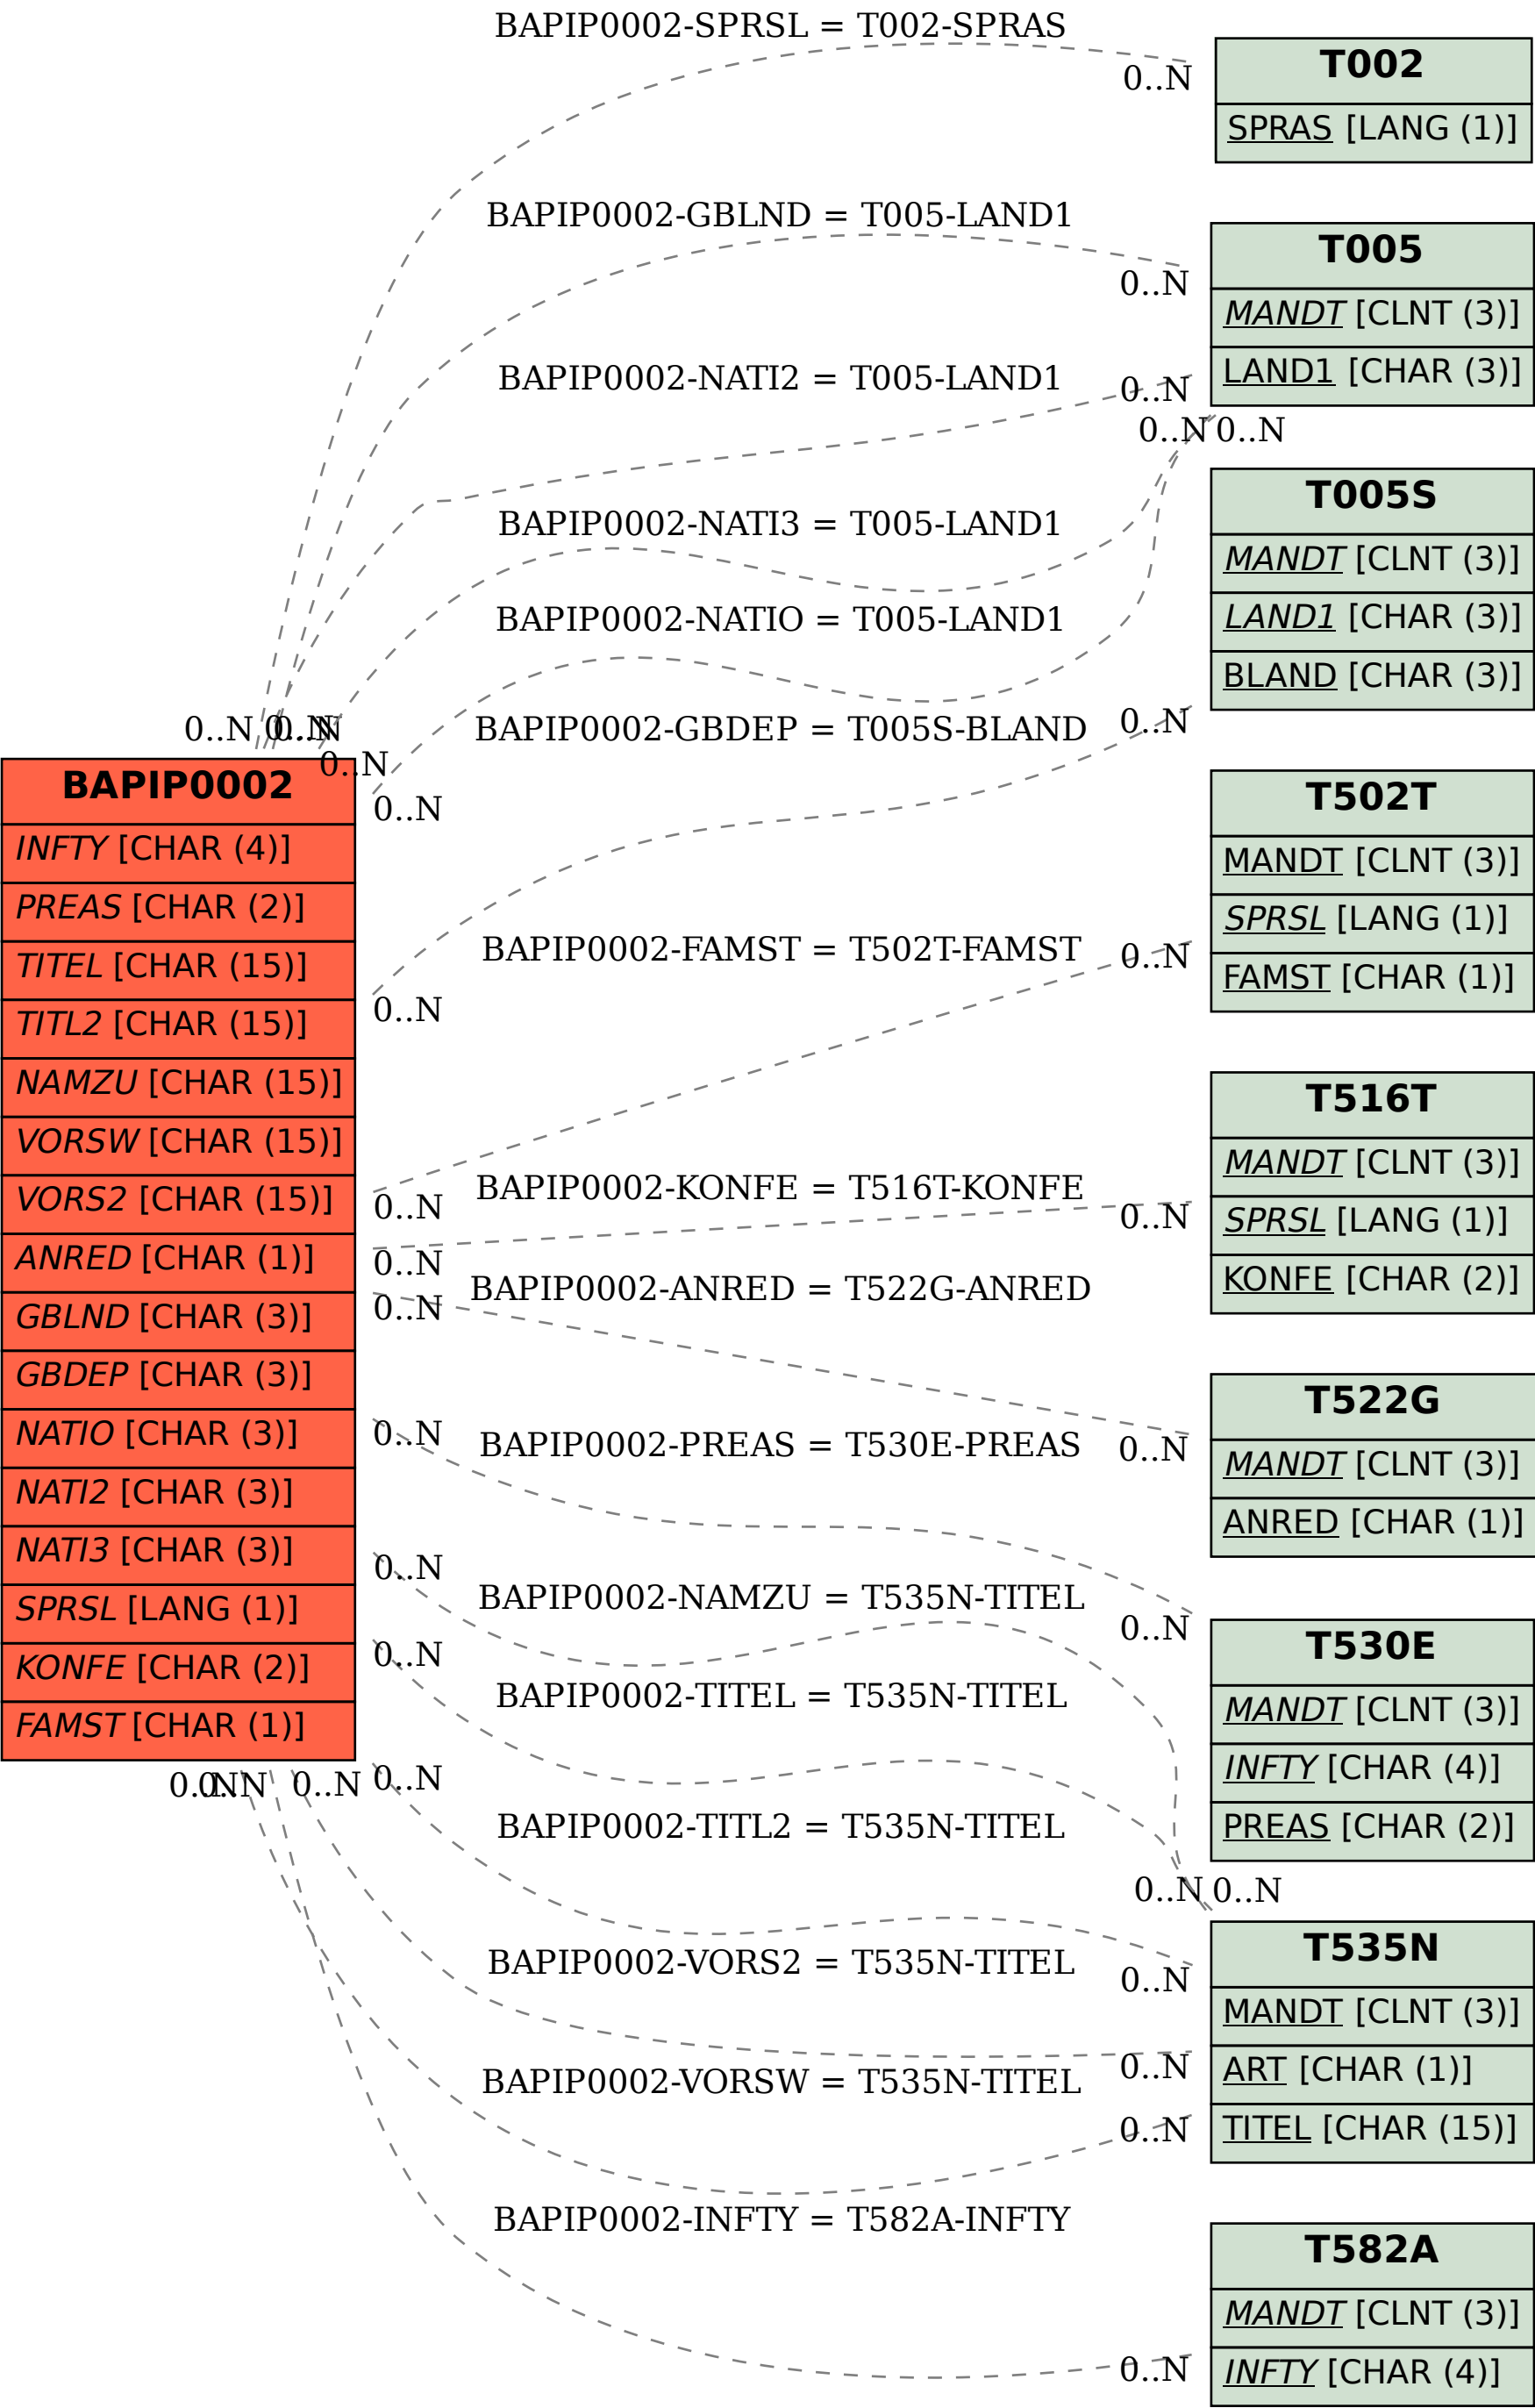 BAPIP0002-SPRSL = T002-SPRAS
0..N
T002
SPRAS [LANG (1)]
BAPIP0002-GBLND = T005-LAND1
0..N
T005
MANDT [CLNT (3)]
LAND1 [CHAR (3)]
BAPIP0002-NATI2 = T005-LAND1
0..N
0..N
0..N
T005S
MANDT [CLNT (3)]
LAND1 [CHAR (3)]
BLAND [CHAR (3)]
BAPIP0002-NATI3 = T005-LAND1
BAPIP0002-NATIO = T005-LAND1
BAPIP0002-GBDEP = T005S-BLAND
0..N
0..N
0..N
0..N
0..N
0..N
BAPIP0002
INFTY [CHAR (4)]
PREAS [CHAR (2)]
TITEL [CHAR (15)]
TITL2 [CHAR (15)]
NAMZU [CHAR (15)]
VORSW [CHAR (15)]
VORS2 [CHAR (15)]
ANRED [CHAR (1)]
GBLND [CHAR (3)]
GBDEP [CHAR (3)]
NATIO [CHAR (3)]
NATI2 [CHAR (3)]
NATI3 [CHAR (3)]
SPRSL [LANG (1)]
KONFE [CHAR (2)]
FAMST [CHAR (1)]
T502T
MANDT [CLNT (3)]
SPRSL [LANG (1)]
FAMST [CHAR (1)]
0..N
BAPIP0002-FAMST = T502T-FAMST
0..N
T516T
MANDT [CLNT (3)]
SPRSL [LANG (1)]
KONFE [CHAR (2)]
0..N
BAPIP0002-KONFE = T516T-KONFE
0..N
0..N
BAPIP0002-ANRED = T522G-ANRED
0..N
0..N
T522G
MANDT [CLNT (3)]
ANRED [CHAR (1)]
0..N
BAPIP0002-PREAS = T530E-PREAS
0..N
T530E
MANDT [CLNT (3)]
INFTY [CHAR (4)]
PREAS [CHAR (2)]
0..N
BAPIP0002-NAMZU = T535N-TITEL
0..N
BAPIP0002-TITEL = T535N-TITEL
0..N
0..N
0..N
0..N
0..N
BAPIP0002-TITL2 = T535N-TITEL
0..N
0..N
T535N
MANDT [CLNT (3)]
ART [CHAR (1)]
TITEL [CHAR (15)]
BAPIP0002-VORS2 = T535N-TITEL
0..N
0..N
BAPIP0002-VORSW = T535N-TITEL
0..N
BAPIP0002-INFTY = T582A-INFTY
0..N
T582A
MANDT [CLNT (3)]
INFTY [CHAR (4)]